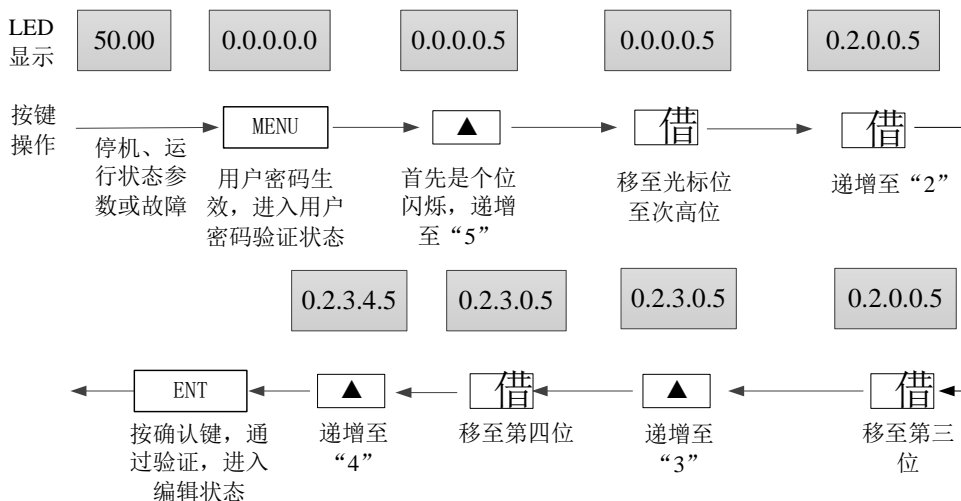 LED
显示
50.00
0.0.0.0.0
0.0.0.0.5
0.0.0.0.5
0.2.0.0.5
按键
操作
MENU
▲
借
借
停机、运
行状态参
数或故障
用户密码生
效，进入用户
密码验证状态
首先是个位
闪烁，递增
至“5”
移至光标位
至次高位
递增至“2”
0.2.3.4.5
0.2.3.0.5
0.2.3.0.5
0.2.0.0.5
ENT
▲
借
▲
借
按确认键，通
过验证，进入
编辑状态
递增至
“4”
移至第四位
递增至
“3”
移至第三
位